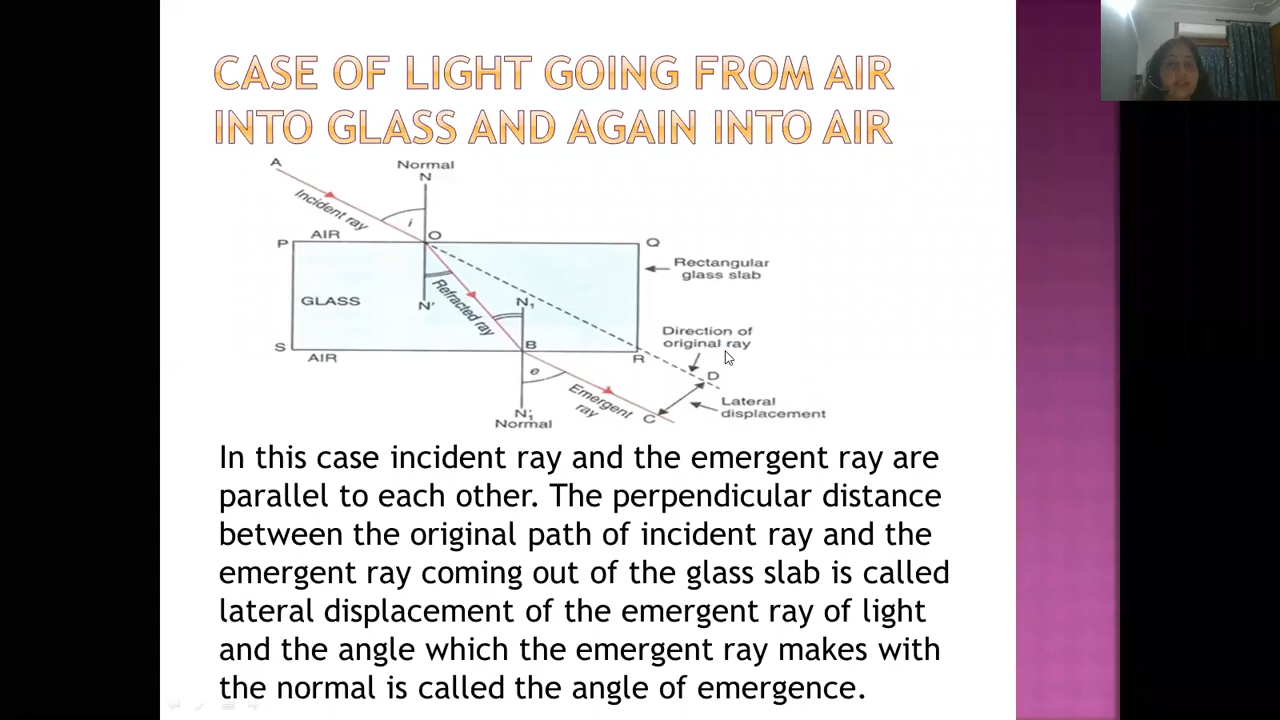 CASE OF LIGHT GOING FROM AIR
INTO GLASS AND AGAIN INTO AIR
A
Normal
N
Incident ray
i
AIR
P
O
Q
Rectangular
glass slab
GLASS
N'
Refracted ray
N₁
Direction of
original ray
S
AIR
B
R
D
e
Emergent
ray
Lateral
displacement
C
N₁'
Normal
In this case incident ray and the emergent ray are
parallel to each other. The perpendicular distance
between the original path of incident ray and the
emergent ray coming out of the glass slab is called
lateral displacement of the emergent ray of light
and the angle which the emergent ray makes with
the normal is called the angle of emergence.